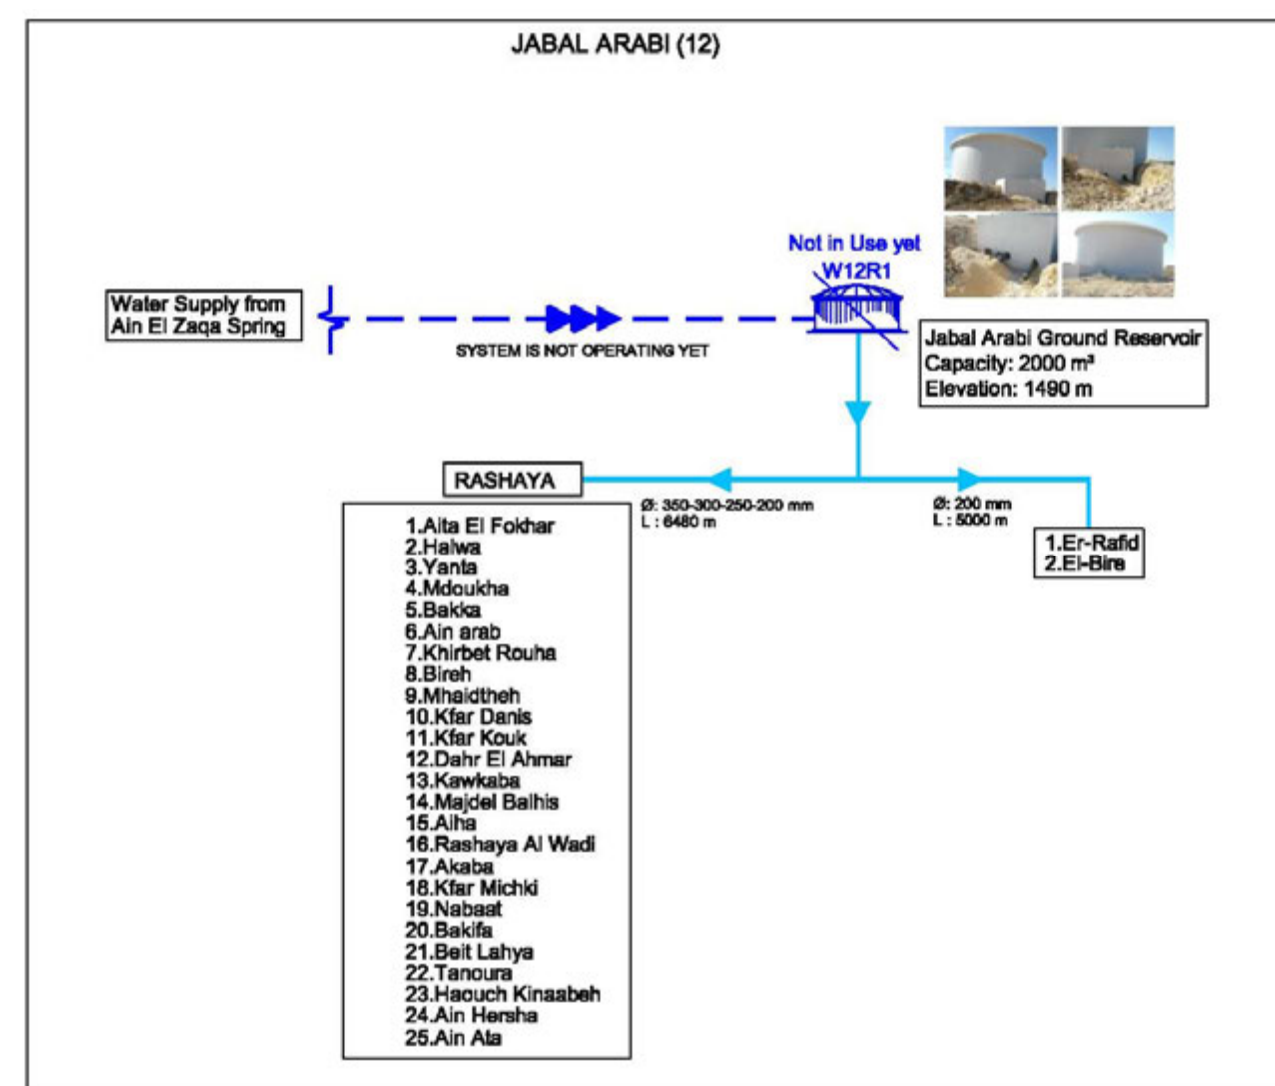 JABAL ARABI (12)
Not in Use yet
W12R1
Water Supply from
Ain El Zaqa Spring
SYSTEM IS NOT OPERATING YET
Jabal Arabi Ground Reservoir
Capacity: 2000 m³
Elevation: 1490 m
RASHAYA
Ø: 350-300-250-200 mm
L : 6480 m
Ø: 200 mm
L : 5000 m
1.Er-Rafid
2.El-Bire
1.Aita El Fokhar
2.Halwa
3.Yanta
4.Mdoukha
5.Bakka
6.Ain arab
7.Khirbet Rouha
8.Bireh
9.Mhaidtheh
10.Kfar Danis
11.Kfar Kouk
12.Dahr El Ahmar
13.Kawkaba
14.Majdel Balhis
15.Aiha
16.Rashaya Al Wadi
17.Akaba
18.Kfar Michki
19.Nabaat
20.Bakifa
21.Beit Lahya
22.Tanoura
23.Haouch Kinaabeh
24.Ain Hersha
25.Ain Ata